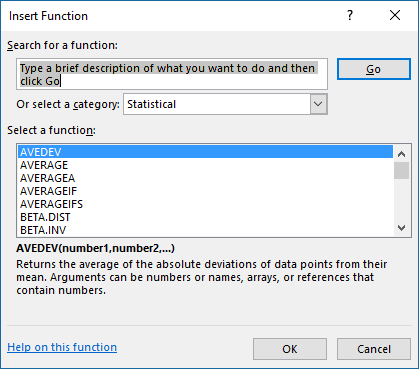 Insert Function
Search for a function:
Type a brief description of what you want to do and then
click Go
Go
Or select a category: Statistical
Select a function:
AVEDEV
AVERAGE
AVERAGEA
AVERAGEIF
AVERAGEIFS
BETA.DIST
BETA.INV
AVEDEV(number1,number2,...)
Returns the average of the absolute deviations of data points from their
mean. Arguments can be numbers or names, arrays, or references that
contain numbers.
Help on this function
OK
Cancel